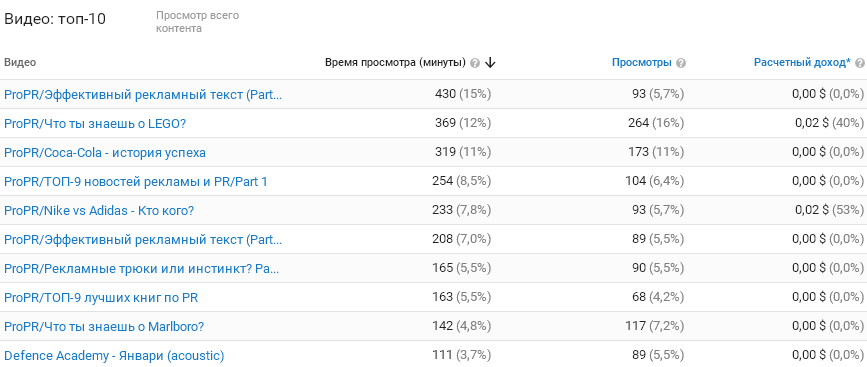 Видео: топ-10
Просмотр всего
контента
Видео Время просмотра (минуты) ? Просмотры ? Расчетный доход* ?
ProPR/Эффективный рекламный текст (Part... 430 (15%) 93 (5,7%) 0,00 $ (0,0%)
ProPR/Что ты знаешь о LEGO? 369 (12%) 264 (16%) 0,02 $ (40%)
ProPR/Coca-Cola - история успеха 319 (11%) 173 (11%) 0,00 $ (0,0%)
ProPR/ТОП-9 новостей рекламы и PR/Part 1 254 (8,5%) 104 (6,4%) 0,00 $ (0,0%)
ProPR/Nike vs Adidas - Кто кого? 233 (7,8%) 93 (5,7%) 0,02 $ (53%)
ProPR/Эффективный рекламный текст (Part... 208 (7,0%) 89 (5,5%) 0,00 $ (0,0%)
ProPR/Рекламные трюки или инстинкт? Pa... 165 (5,5%) 90 (5,5%) 0,00 $ (0,0%)
ProPR/ТОП-9 лучших книг по PR 163 (5,5%) 68 (4,2%) 0,00 $ (0,0%)
ProPR/Что ты знаешь о Marlboro? 142 (4,8%) 117 (7,2%) 0,00 $ (0,0%)
Defence Academy - Январи (acoustic) 111 (3,7%) 89 (5,5%) 0,00 $ (0,0%)